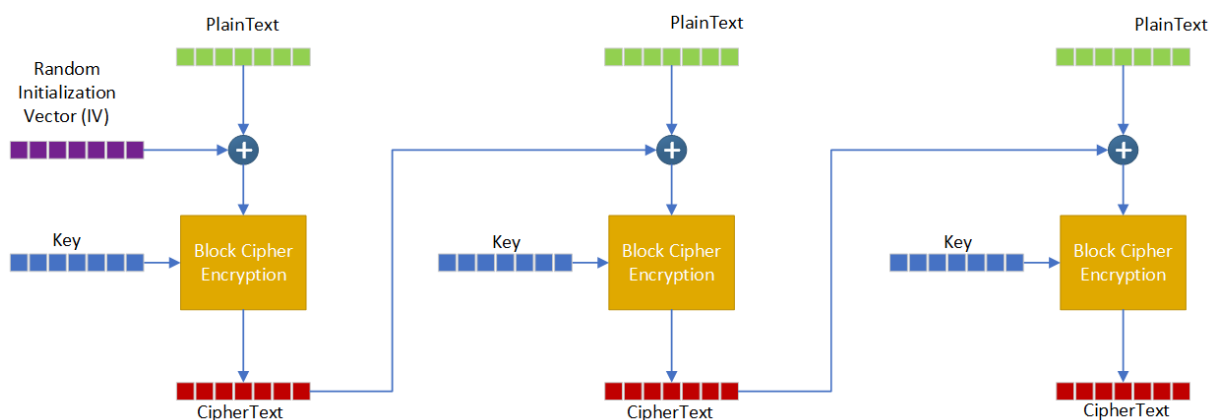 PlainText
PlainText
PlainText
Random
Initialization
Vector (IV)
+
+
+
Key
Block Cipher
Encryption
Key
Block Cipher
Encryption
Key
Block Cipher
Encryption
CipherText
CipherText
CipherText